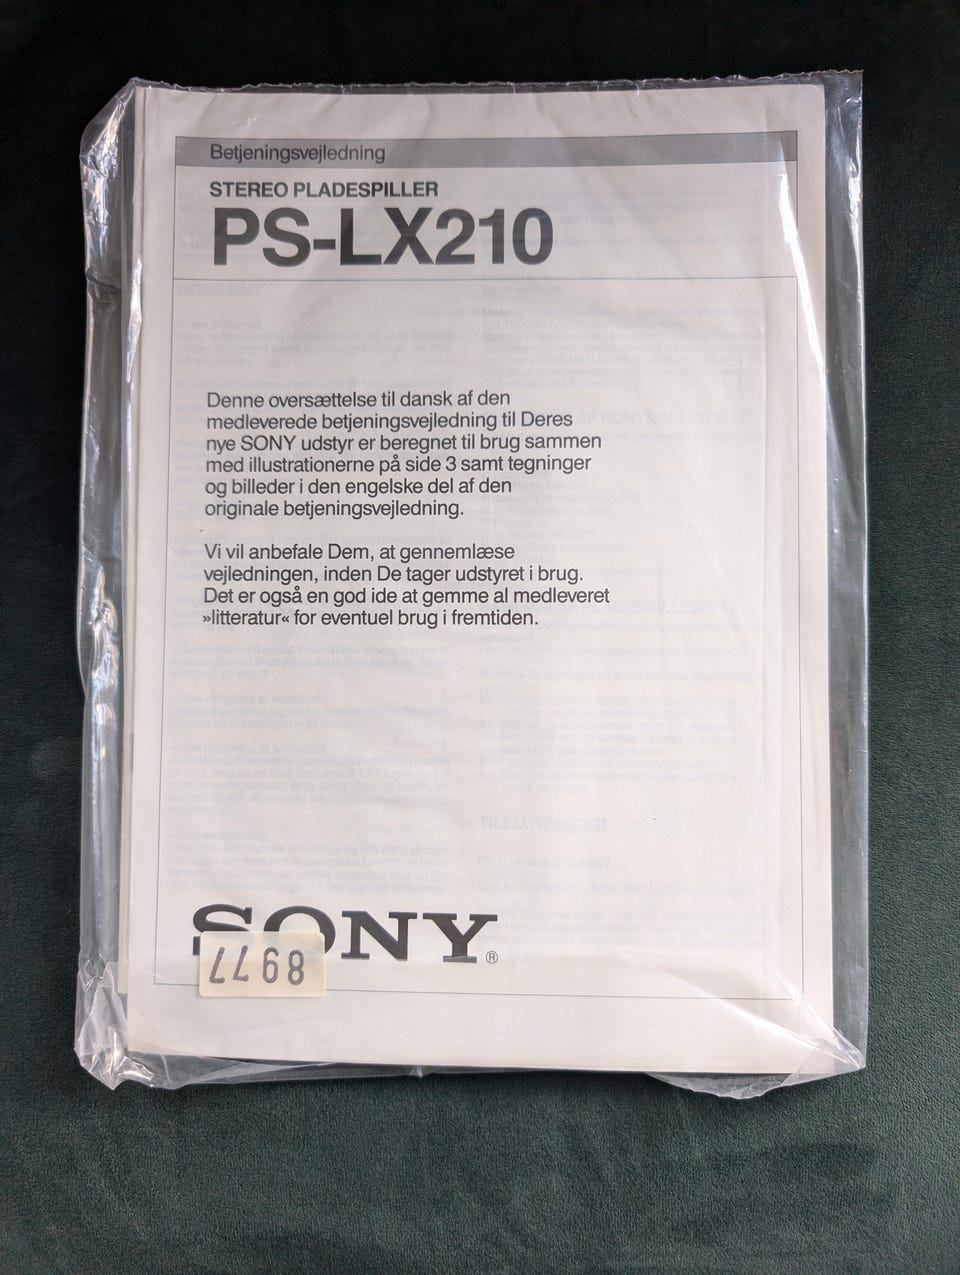 Betjeningsvejledning
STEREO PLADESPILLER
PS-LX210
Denne oversættelse til dansk af den
medleverede betjeningsvejledning til Deres
nye SONY udstyr er beregnet til brug sammen
med illustrationerne på side 3 samt tegninger
og billeder i den engelske del af den
originale betjeningsvejledning.
Vi vil anbefale Dem, at gennemlæse
vejledningen, inden De tager udstyret i brug.
Det er også en god ide at gemme al medleveret
»litteratur« for eventuel brug i fremtiden.
SONY®
8977